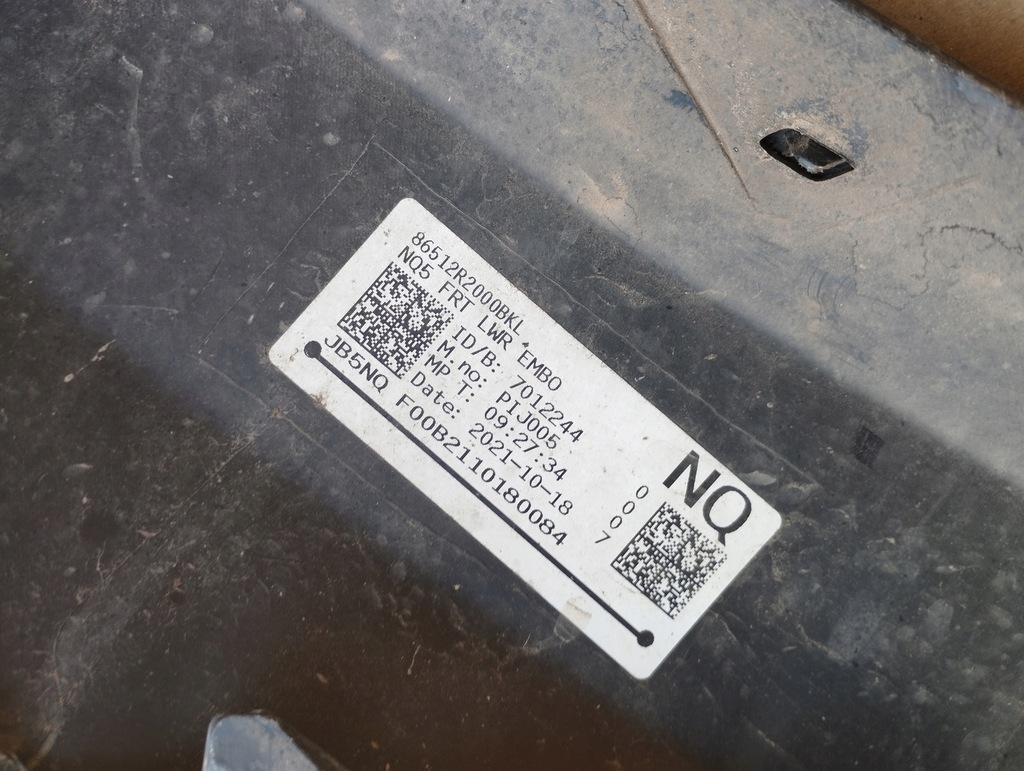 86512R2000BKL
NQ5 FRT LWR EMBO
ID/B: 7012244
M.no: PIJ005
MP T: 09:27:34
Date: 2021-10-18
JB5NQ F00B2110180084
NQ
0007